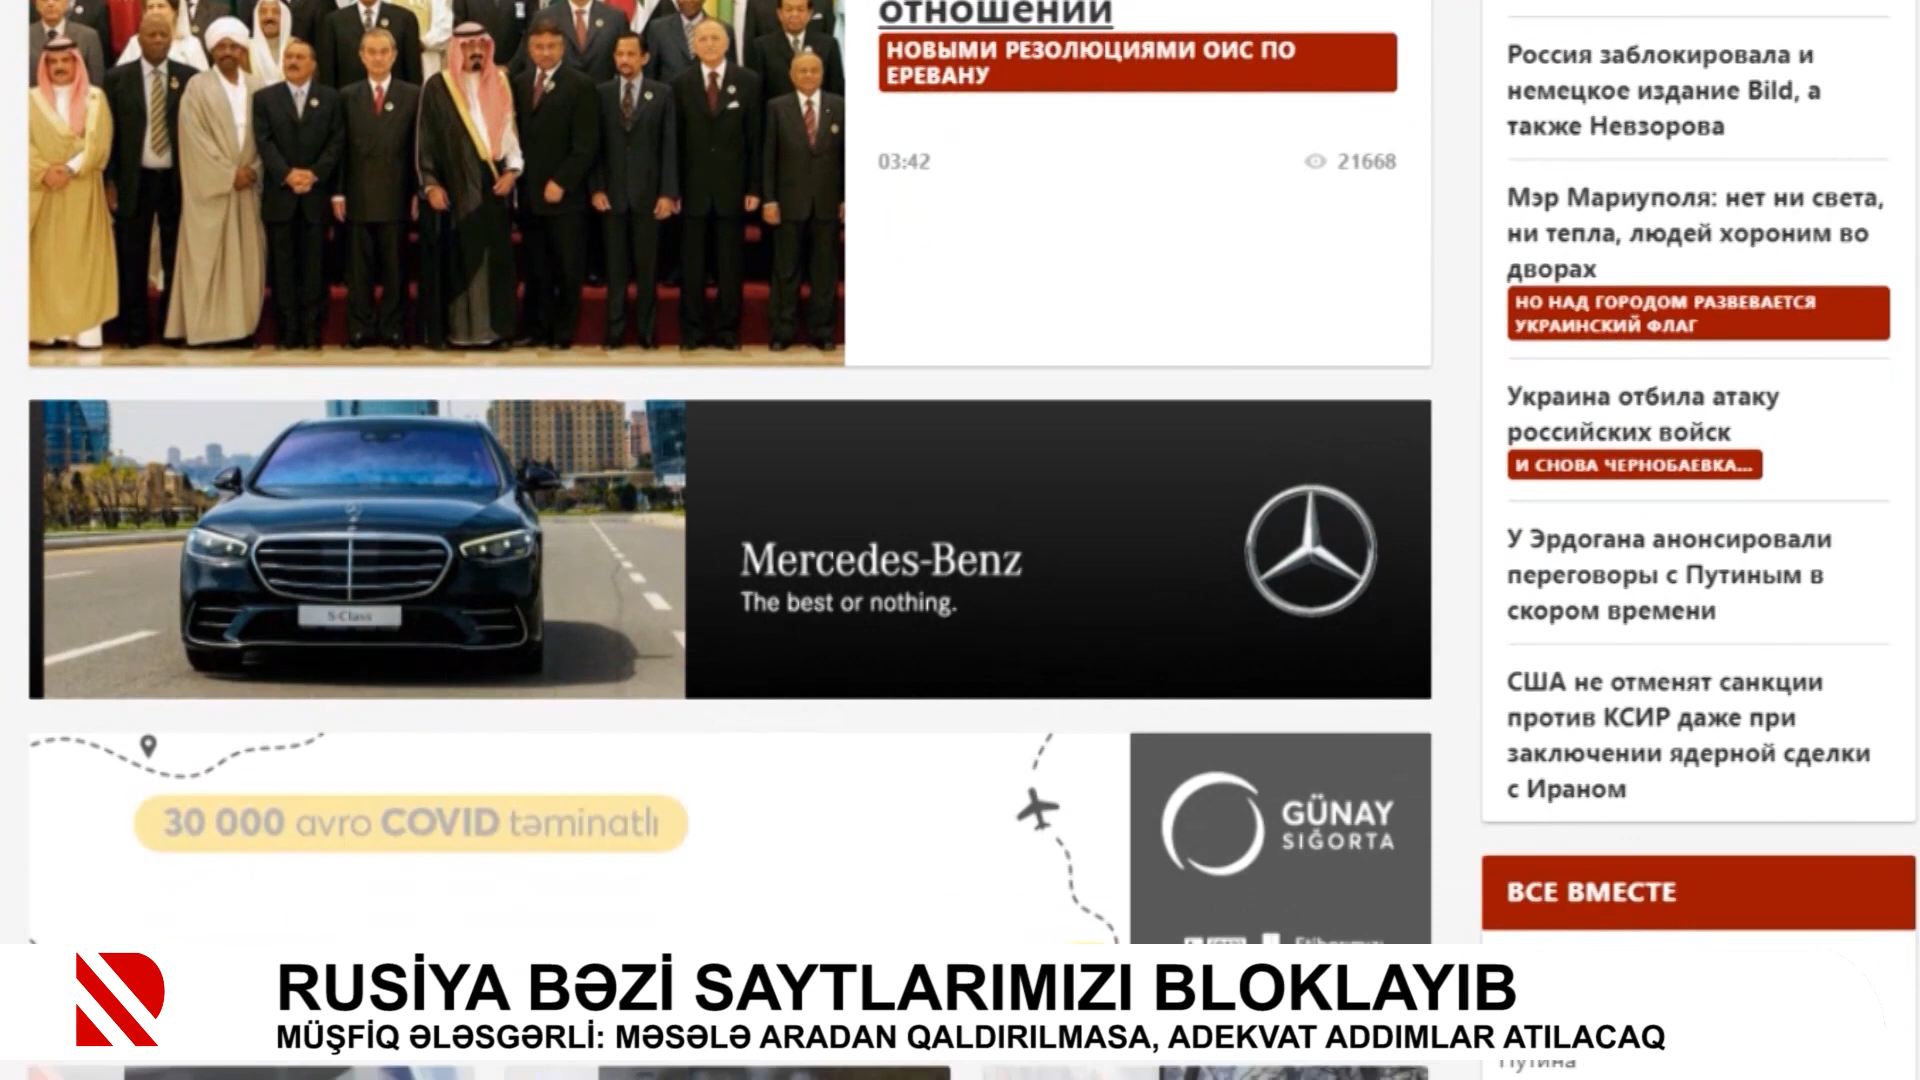 отношений
НОВЫМИ РЕЗОЛЮЦИЯМИ ОИС ПО
ЕРЕВАНУ
03:42
21668
Россия заблокировала и
немецкое издание Bild, а
также Невзорова
Мэр Мариуполя: нет ни света,
ни тепла, людей хороним во
дворах
НО НАД ГОРОДОМ РАЗВЕВАЕТСЯ
УКРАИНСКИЙ ФЛАГ
Украина отбила атаку
российских войск
И СНОВА ЧЕРНОБАЕВКА...
У Эрдогана анонсировали
переговоры с Путиным в
скором времени
США не отменят санкции
против КСИР даже при
заключении ядерной сделки
с Ираном
ВСЕ ВМЕСТЕ
S-Class
Mercedes-Benz
The best or nothing.
30 000 avro COVID təminatlı
GÜNAY
SIĞORTA
RUSİYA BƏZİ SAYTLARIMIZI BLOKLAYIB
MÜŞFİQ ƏLƏSGƏRLİ: MƏSƏLƏ ARADAN QALDIRILMASA, ADEKVAT ADDIMLAR ATILACAQ
Путина